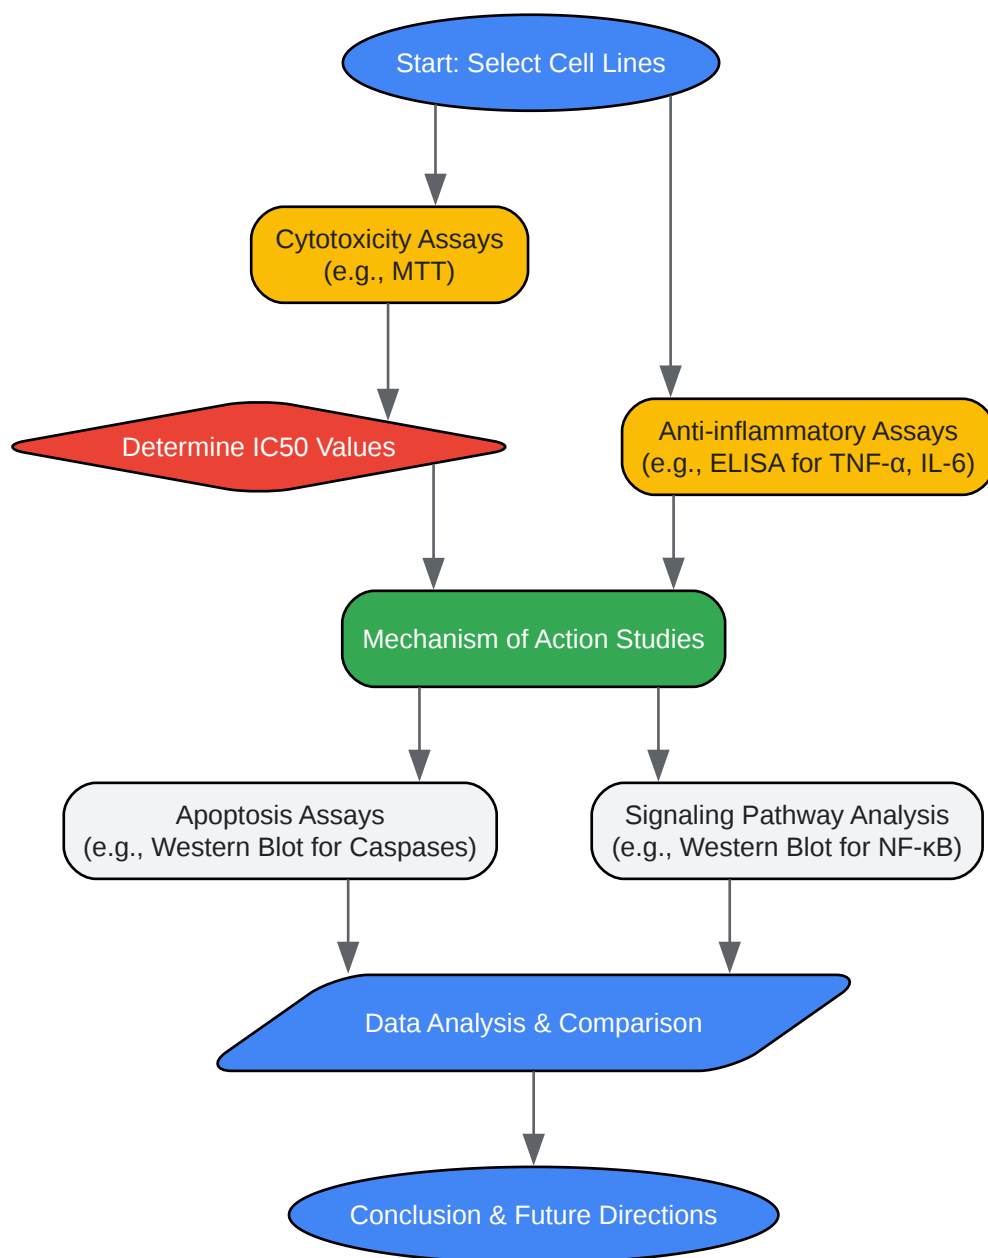 Start: Select Cell Lines
Cytotoxicity Assays
(e.g., MTT)
Determine IC50 Values
Anti-inflammatory Assays
(e.g., ELISA for TNF-α, IL-6)
Mechanism of Action Studies
Apoptosis Assays
(e.g., Western Blot for Caspases)
Signaling Pathway Analysis
(e.g., Western Blot for NF-κB)
Data Analysis & Comparison
Conclusion & Future Directions